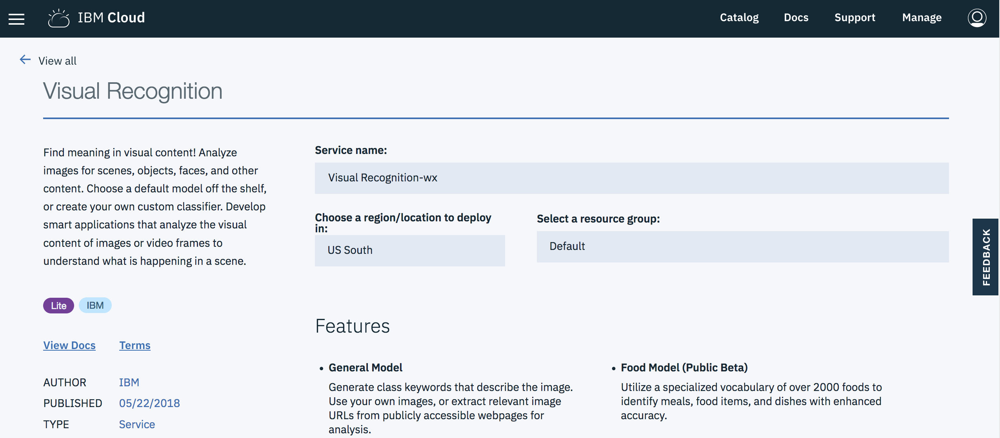 IBM Cloud
Catalog
Docs
Support
Manage
View all
Visual Recognition
Find meaning in visual content! Analyze
images for scenes, objects, faces, and other
content. Choose a default model off the shelf,
or create your own custom classifier. Develop
smart applications that analyze the visual
content of images or video frames to
understand what is happening in a scene.
Lite
IBM
View Docs
Terms
AUTHOR
IBM
PUBLISHED
05/22/2018
TYPE
Service
Service name:
Visual Recognition-wx
Choose a region/location to deploy
in:
US South
Select a resource group:
Default
Features
• General Model
Generate class keywords that describe the image.
Use your own images, or extract relevant image
URLs from publicly accessible webpages for
analysis.
• Food Model (Public Beta)
Utilize a specialized vocabulary of over 2000 foods to
identify meals, food items, and dishes with enhanced
accuracy.
FEEDBACK